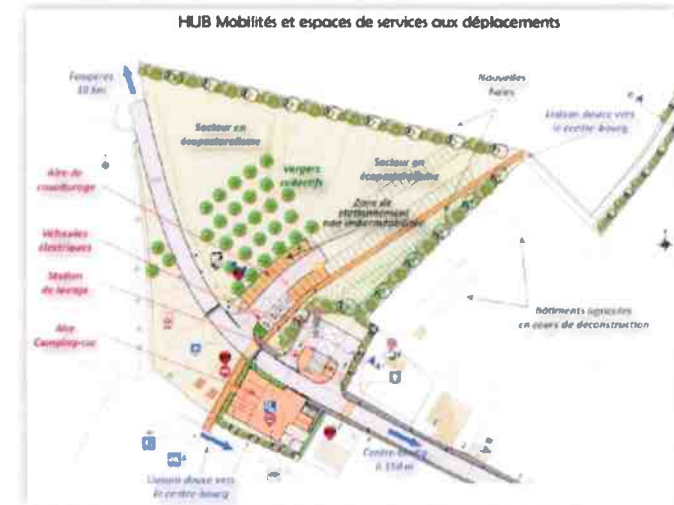 HUB Mobilités et espaces de services aux déplacements
Fougères
10 km
Nouvelles
haies
Liaison douce vers
le centre-bourg
Secteur en
écopastoralisme
Vergers
collectifs
Secteur en
écopastoralisme
Aire de
covoiturage
Zone de
stationnement
non imperméabilisée
Véhicules
électriques
Station
de lavage
Bâtiments agricoles
en cours de déconstruction
Aire
Camping-car
Centre-bourg
à 350 m
Liaison douce vers
le centre-bourg